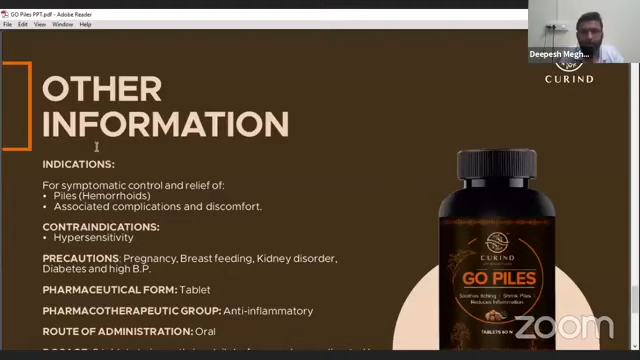 GO Piles PPT.pdf - Adobe Reader
File Edit View Window Help
Deepesh Megh...
CURIND
OTHER
INFORMATION
INDICATIONS:
For symptomatic control and relief of:
• Piles (Hemorrhoids)
• Associated complications and discomfort.
CONTRAINDICATIONS:
• Hypersensitivity
PRECAUTIONS: Pregnancy, Breast feeding, Kidney disorder,
Diabetes and high B.P.
PHARMACEUTICAL FORM: Tablet
PHARMACOTHERAPEUTIC GROUP: Anti-inflammatory
ROUTE OF ADMINISTRATION: Oral
CURIND
GO PILES
Soothes Itching | Shrink Piles
Reduces Inflammation
TABLETS 60 N
zoom